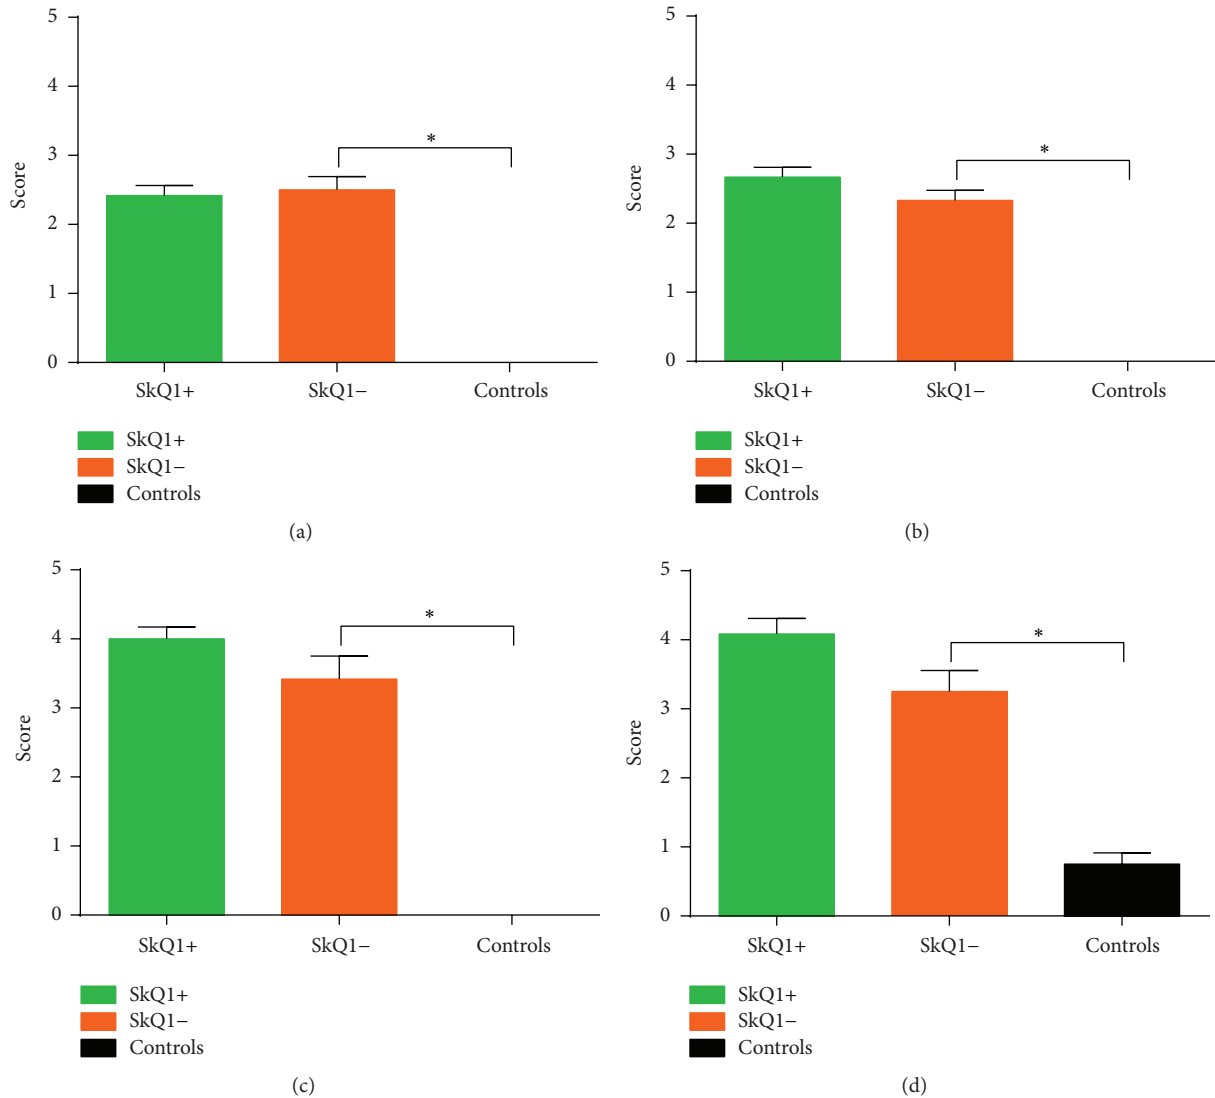 5
4
3
2
1
0
Score
*
SkQ1+ SkQ1− Controls
SkQ1+
SkQ1−
Controls
(a)
5
4
3
2
1
0
Score
*
SkQ1+ SkQ1− Controls
SkQ1+
SkQ1−
Controls
(b)
5
4
3
2
1
0
Score
*
SkQ1+ SkQ1− Controls
SkQ1+
SkQ1−
Controls
(c)
5
4
3
2
1
0
Score
*
SkQ1+ SkQ1− Controls
SkQ1+
SkQ1−
Controls
(d)